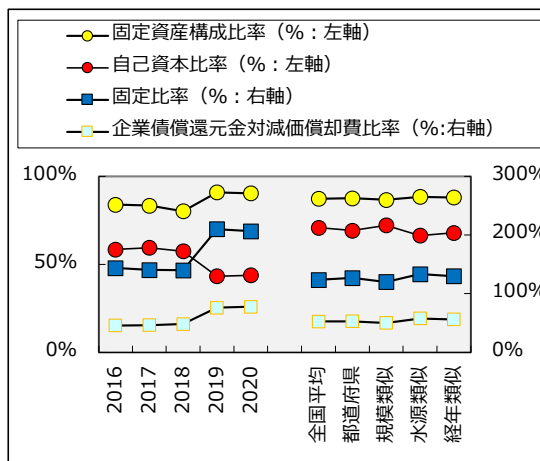 固定資産構成比率（%：左軸）
自己資本比率（%：左軸）
固定比率（%：右軸）
企業債償還元金対減価償却費比率（%:右軸）
100%
300%
200%
50%
100%
0%
0%
2016
2017
2018
2019
2020
全国平均
都道府県
規模類似
水源類似
経年類似